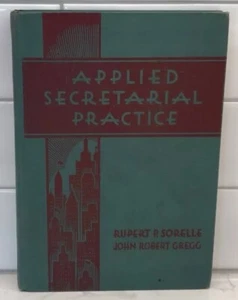 APPLIED
SECRETARIAL
PRACTICE
RUPERT P. SORELLE
JOHN ROBERT GREGG